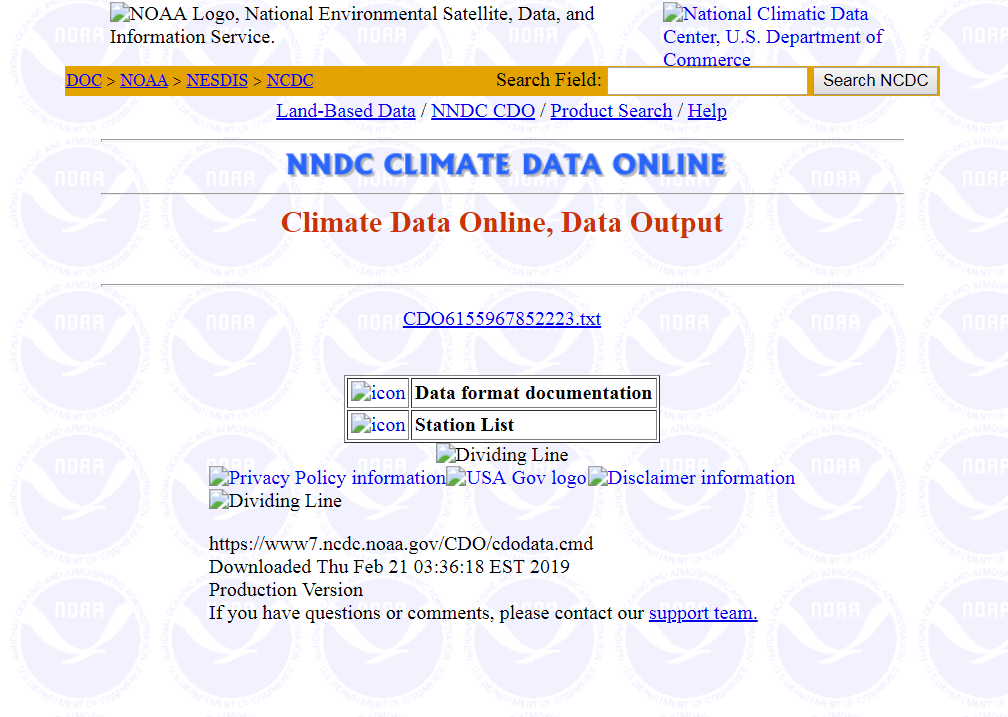 NOAA Logo, National Environmental Satellite, Data, and
Information Service.
National Climatic Data
Center, U.S. Department of
Commerce
DOC > NOAA > NESDIS > NCDC
Search Field:
Search NCDC
Land-Based Data / NNDC CDO / Product Search / Help
NNDC CLIMATE DATA ONLINE
Climate Data Online, Data Output
CDO6155967852223.txt
icon Data format documentation
icon Station List
Dividing Line
Privacy Policy information USA Gov logo Disclaimer information
Dividing Line
https://www7.ncdc.noaa.gov/CDO/cdodata.cmd
Downloaded Thu Feb 21 03:36:18 EST 2019
Production Version
If you have questions or comments, please contact our support team.